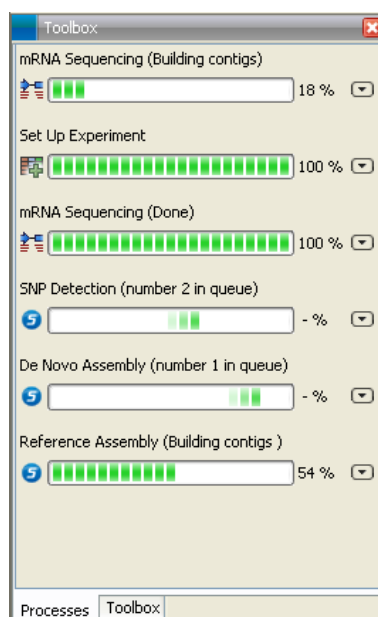 Toolbox
mRNA Sequencing (Building contigs)
18 %
Set Up Experiment
100 %
mRNA Sequencing (Done)
100 %
SNP Detection (number 2 in queue)
- %
De Novo Assembly (number 1 in queue)
- %
Reference Assembly (Building contigs )
54 %
Processes Toolbox